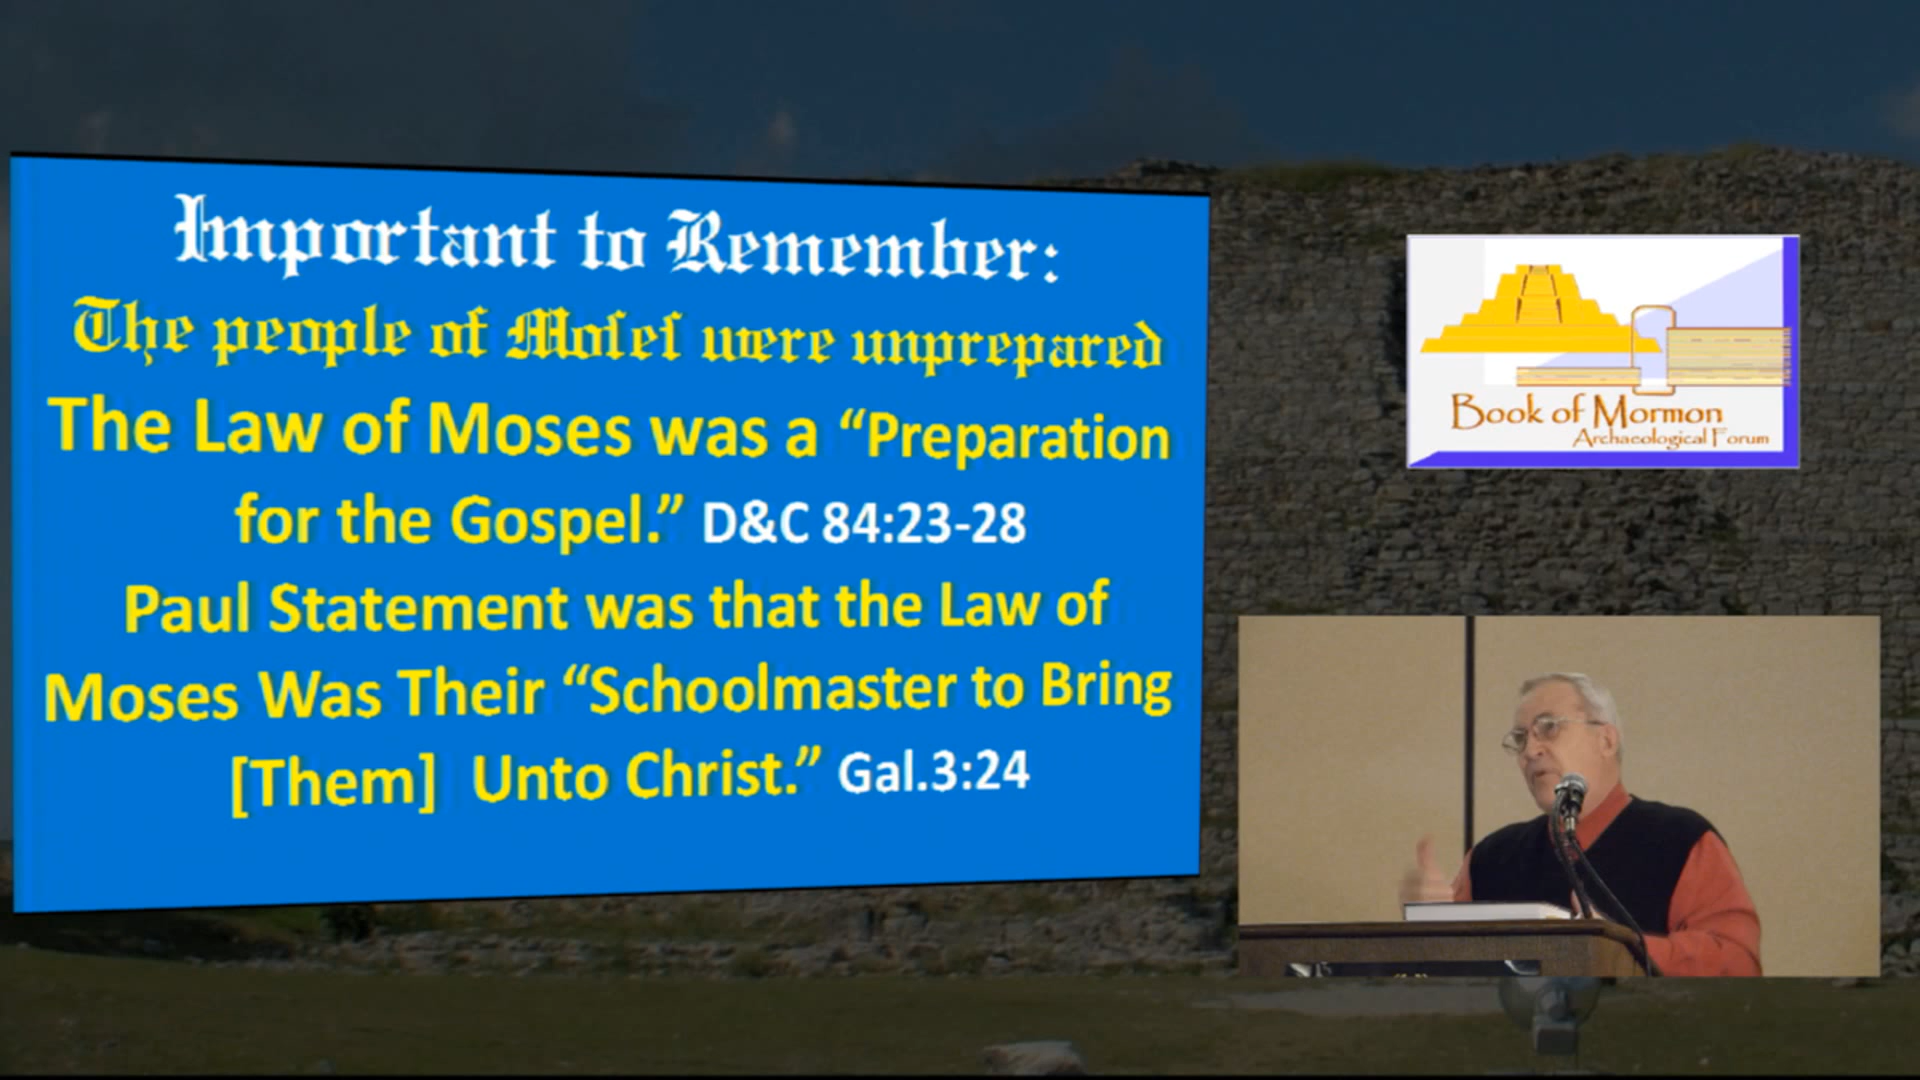 Important to Remember:
The people of Moſeſ were unprepared
The Law of Moses was a “Preparation
for the Gospel.” D&C 84:23-28
Paul Statement was that the Law of
Moses Was Their “Schoolmaster to Bring
[Them] Unto Christ.” Gal.3:24
Book of Mormon
Archaeological Forum